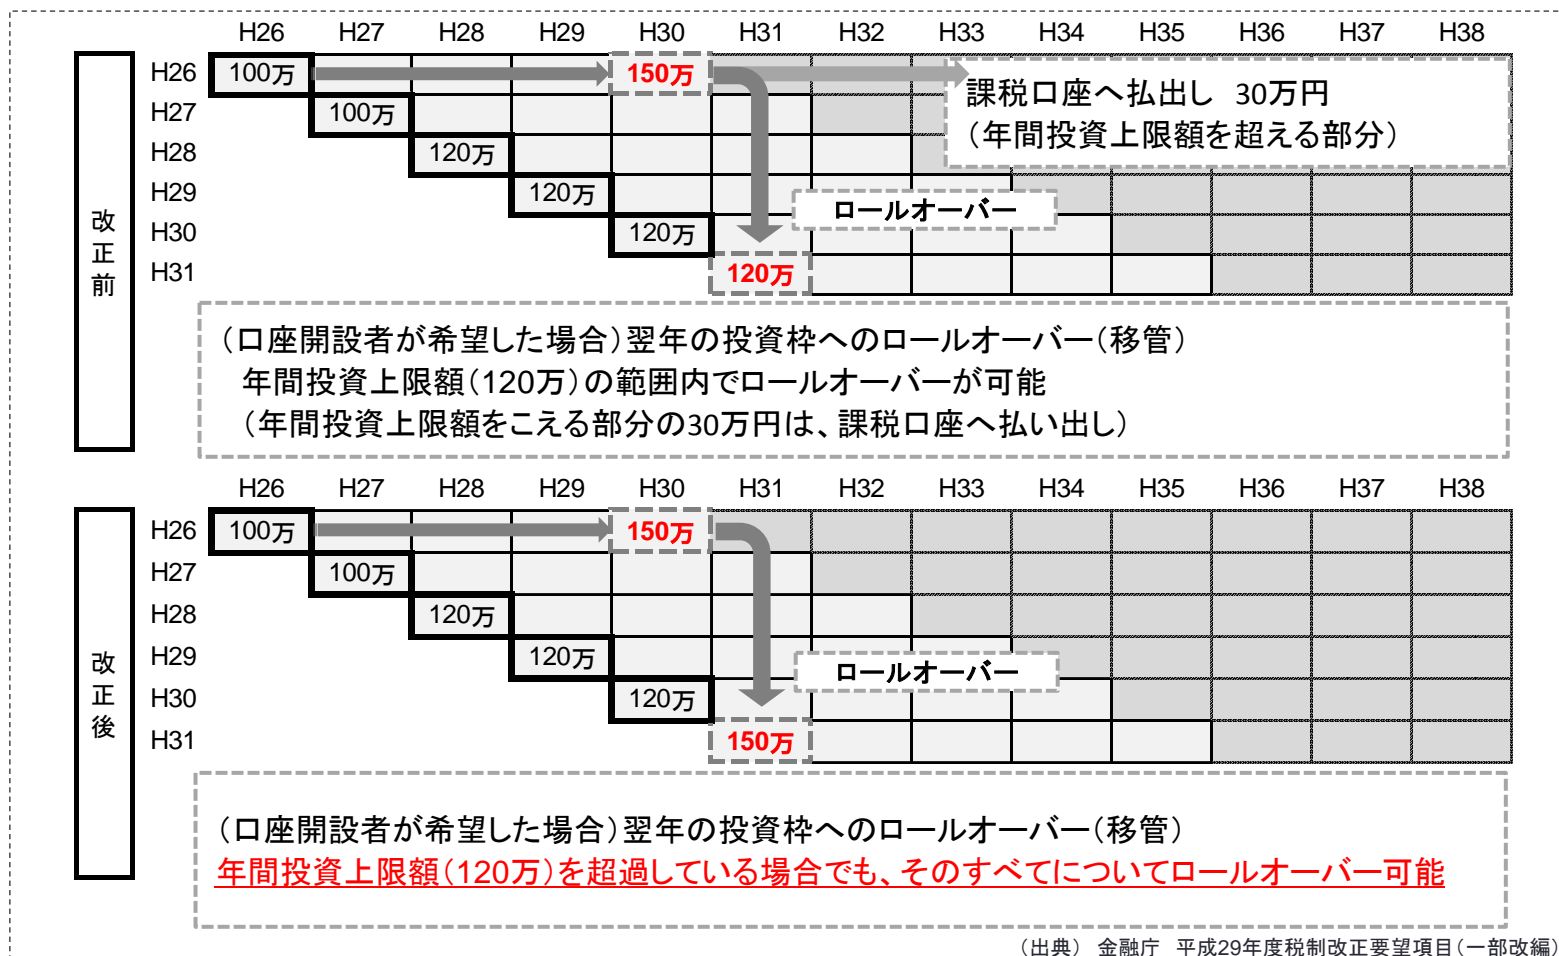 H26 H27 H28 H29 H30 H31 H32 H33 H34 H35 H36 H37 H38
改正前
H26 100万 150万
課税口座へ払出し 30万円
（年間投資上限額を超える部分）
H27 100万
H28 120万
H29 120万
ロールオーバー
H30 120万
H31 120万
（口座開設者が希望した場合）翌年の投資枠へのロールオーバー（移管）
年間投資上限額（120万）の範囲内でロールオーバーが可能
（年間投資上限額をこえる部分の30万円は、課税口座へ払い出し）
H26 H27 H28 H29 H30 H31 H32 H33 H34 H35 H36 H37 H38
改正後
H26 100万 150万
H27 100万
H28 120万
H29 120万
ロールオーバー
H30 120万
H31 150万
（口座開設者が希望した場合）翌年の投資枠へのロールオーバー（移管）
年間投資上限額（120万）を超過している場合でも、そのすべてについてロールオーバー可能
（出典） 金融庁 平成29年度税制改正要望項目（一部改編）